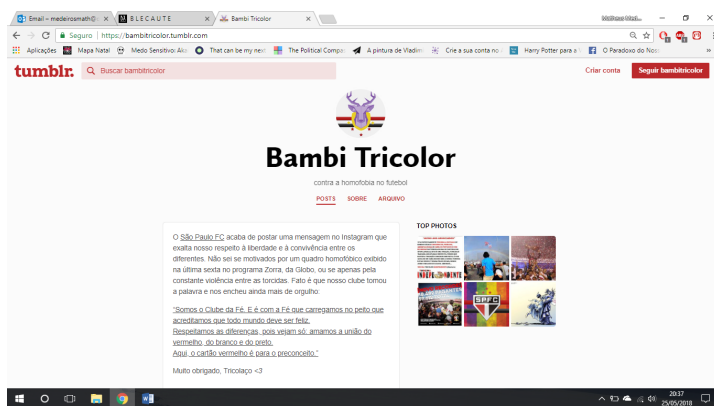 Email – medeirosmath@
B L E C A U T E
Bambi Tricolor
Seguro | https://bambitricolor.tumblr.com
Aplicações
Mapa Natal
Medo Sensitivo: Aku
That can be my next
The Political Compas
A pintura de Vladimi
Crie a sua conta no
Harry Potter para a
O Paradoxo do Nos
»
tumblr.
Buscar bambitricolor
Criar conta
Seguir bambitricolor
Bambi Tricolor
contra a homofobia no futebol
POSTS SOBRE ARQUIVO
O São Paulo FC acaba de postar uma mensagem no Instagram que
exalta nosso respeito à liberdade e à convivência entre os
diferentes. Não sei se motivados por um quadro homofóbico exibido
na última sexta no programa Zorra, da Globo, ou se apenas pela
constante violência entre as torcidas. Fato é que nosso clube tomou
a palavra e nos encheu ainda mais de orgulho:
"Somos o Clube da Fé. E é com a Fé que carregamos no peito que
acreditamos que todo mundo deve ser feliz.
Respeitamos as diferenças, pois vejam só: amamos a união do
vermelho, do branco e do preto.
Aqui, o cartão vermelho é para o preconceito."
Muito obrigado, Tricolaço <3
TOP PHOTOS
INDEPENDENTE
SPFC
20:37
25/05/2018